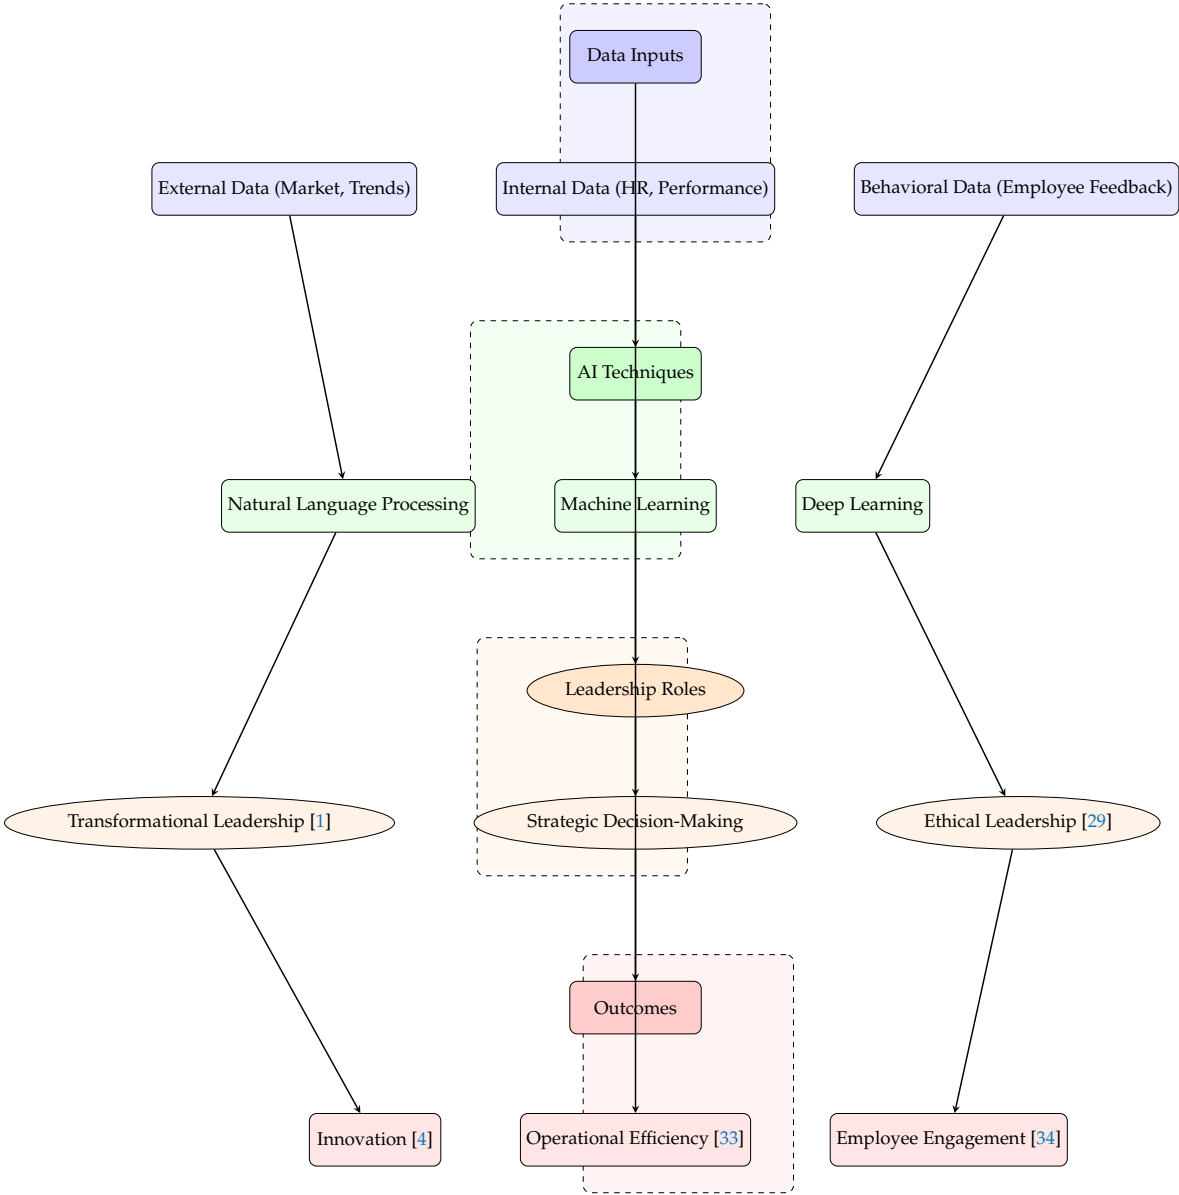 Data Inputs
External Data (Market, Trends)
Internal Data (HR, Performance)
Behavioral Data (Employee Feedback)
AI Techniques
Natural Language Processing
Machine Learning
Deep Learning
Leadership Roles
Transformational Leadership [1]
Strategic Decision-Making
Ethical Leadership [29]
Outcomes
Innovation [4]
Operational Efficiency [33]
Employee Engagement [34]